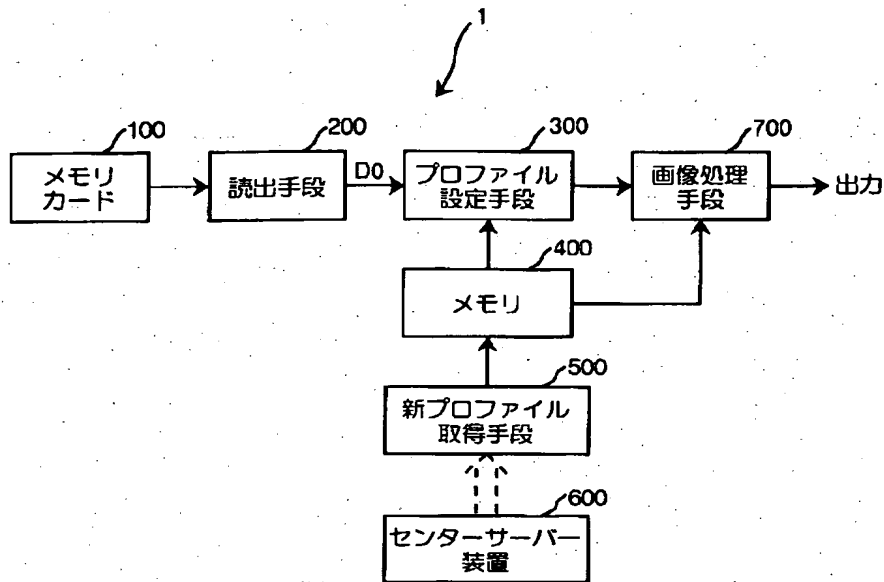 1
100
200
300
700
メモリ
カード
読出手段
D0
プロファイル
設定手段
画像処理
手段
出力
400
メモリ
500
新プロファイル
取得手段
600
センターサーバー
装置